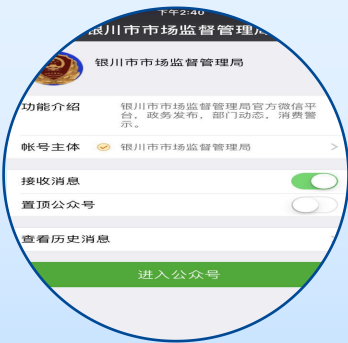 下午2:40
银川市市场监督管理局
银川市市场监督管理局
功能介绍
银川市市场监督管理局官方微信平
台，政务发布，部门动态，消费警
示。
帐号主体
银川市市场监督管理局
接收消息
置顶公众号
查看历史消息
进入公众号